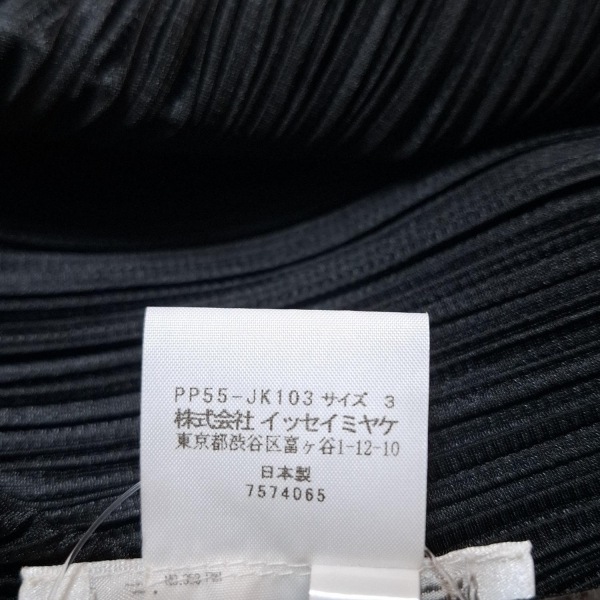 PP55-JK103 サイズ 3
株式会社 イッセイミヤケ
東京都渋谷区富ヶ谷1-12-10
日本製
7574065